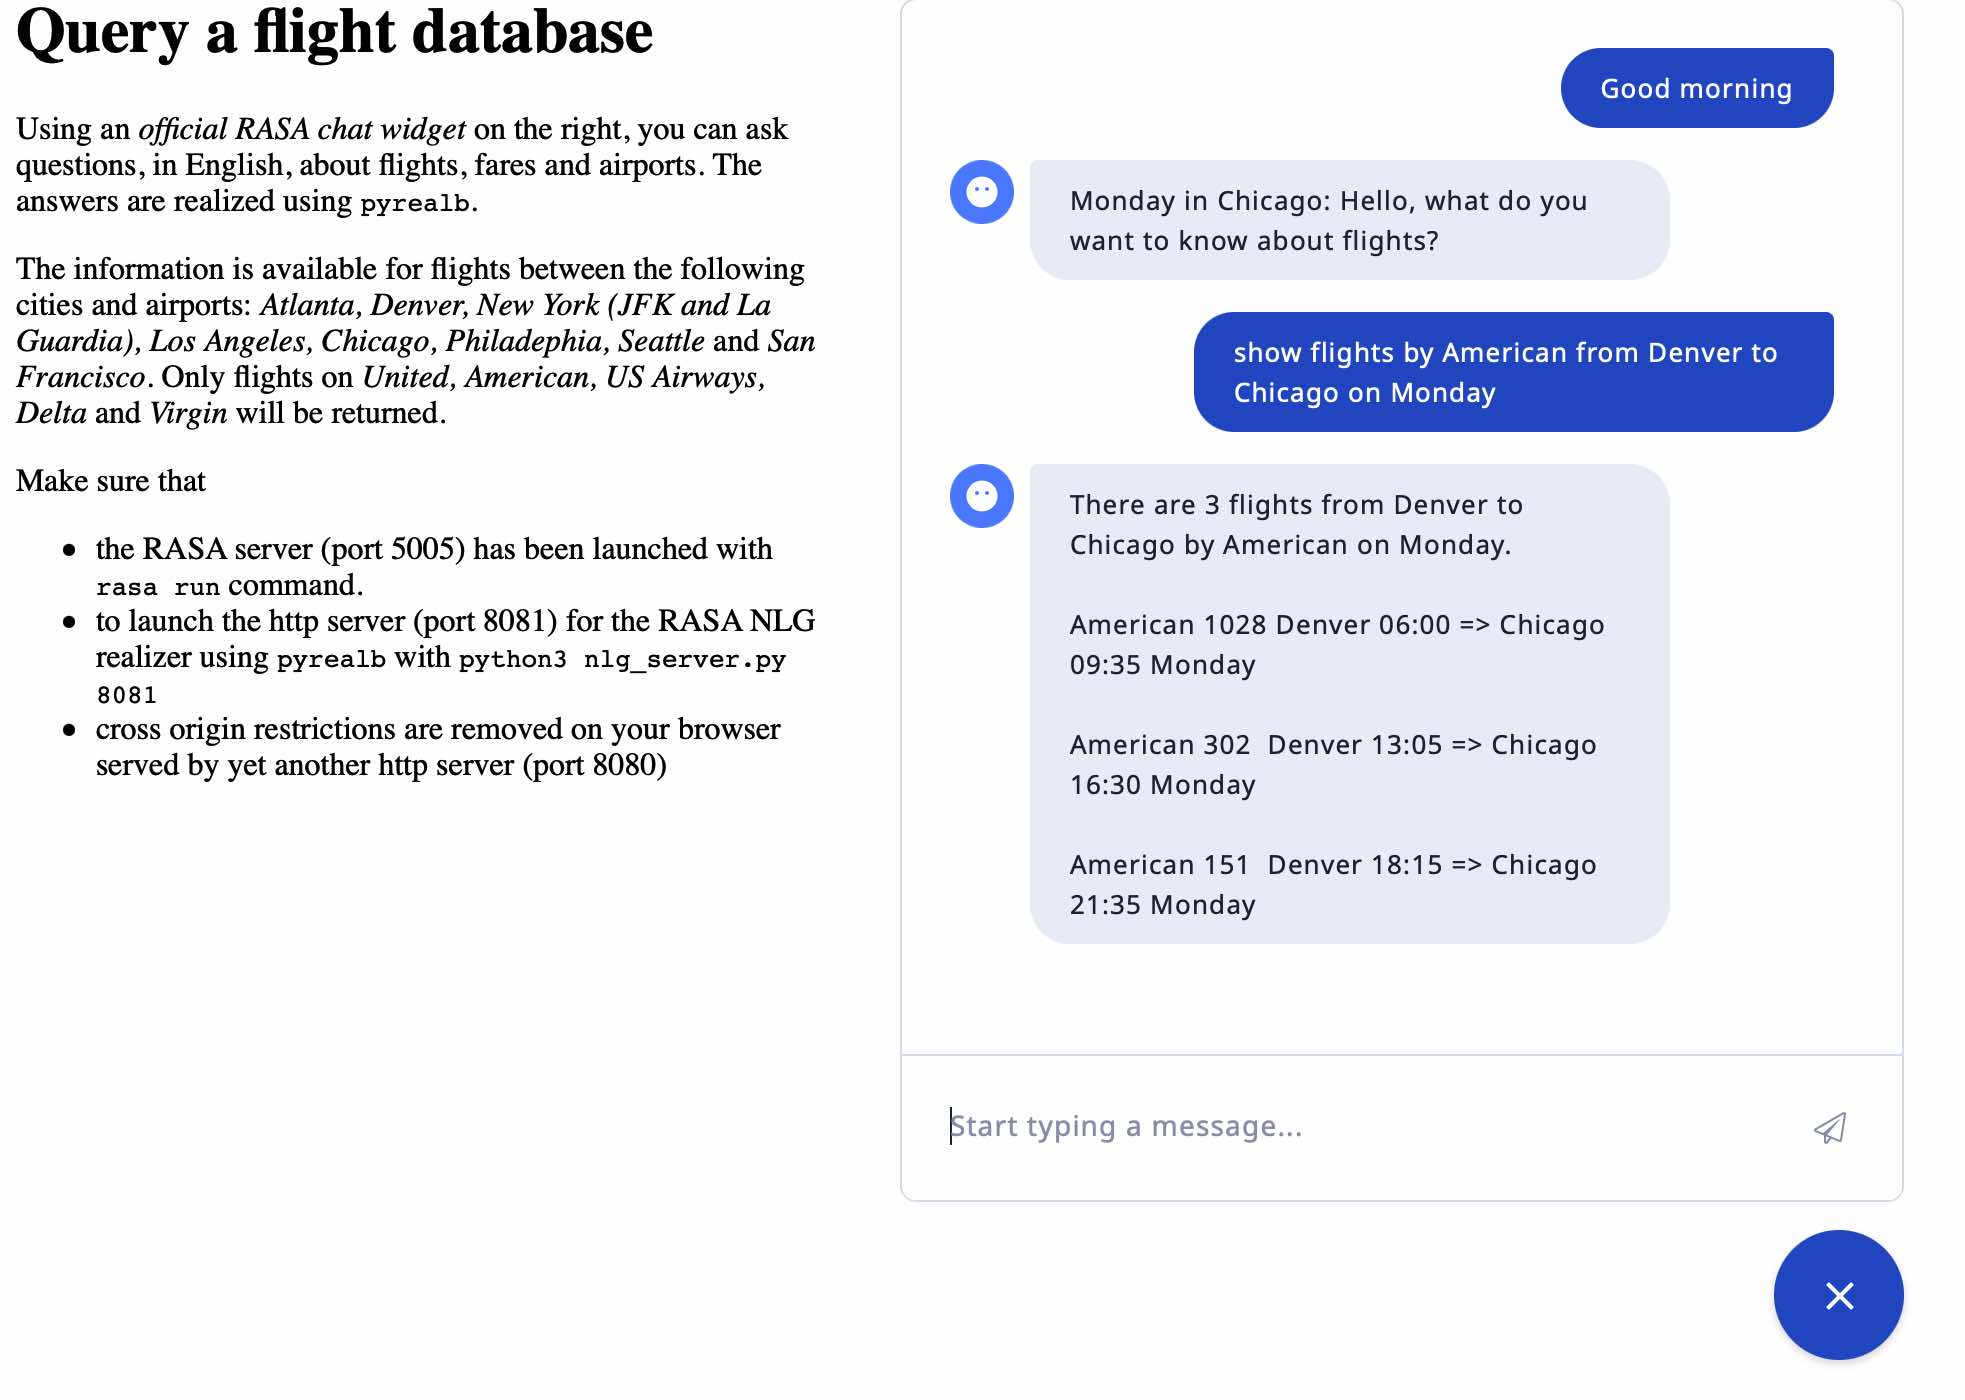 Query a flight database
Using an official RASA chat widget on the right, you can ask
questions, in English, about flights, fares and airports. The
answers are realized using pyrealb.
The information is available for flights between the following
cities and airports: Atlanta, Denver, New York (JFK and La
Guardia), Los Angeles, Chicago, Philadephia, Seattle and San
Francisco. Only flights on United, American, US Airways,
Delta and Virgin will be returned.
Make sure that
• the RASA server (port 5005) has been launched with
rasa run command.
• to launch the http server (port 8081) for the RASA NLG
realizer using pyrealb with python3 nlg_server.py
8081
• cross origin restrictions are removed on your browser
served by yet another http server (port 8080)
Good morning
Monday in Chicago: Hello, what do you
want to know about flights?
show flights by American from Denver to
Chicago on Monday
There are 3 flights from Denver to
Chicago by American on Monday.
American 1028 Denver 06:00 => Chicago
09:35 Monday
American 302  Denver 13:05 => Chicago
16:30 Monday
American 151  Denver 18:15 => Chicago
21:35 Monday
Start typing a message...